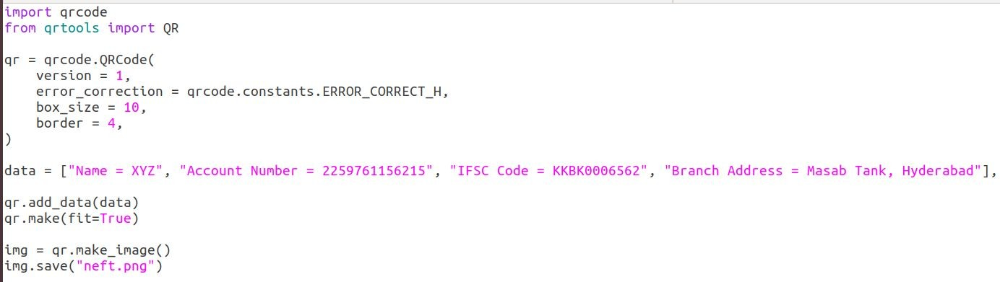 import qrcode
from qrtools import QR
qr = qrcode.QRCode(
    version = 1,
    error_correction = qrcode.constants.ERROR_CORRECT_H,
    box_size = 10,
    border = 4,
)
data = ["Name = XYZ", "Account Number = 2259761156215", "IFSC Code = KKBK0006562", "Branch Address = Masab Tank, Hyderabad"],
qr.add_data(data)
qr.make(fit=True)
img = qr.make_image()
img.save("neft.png")